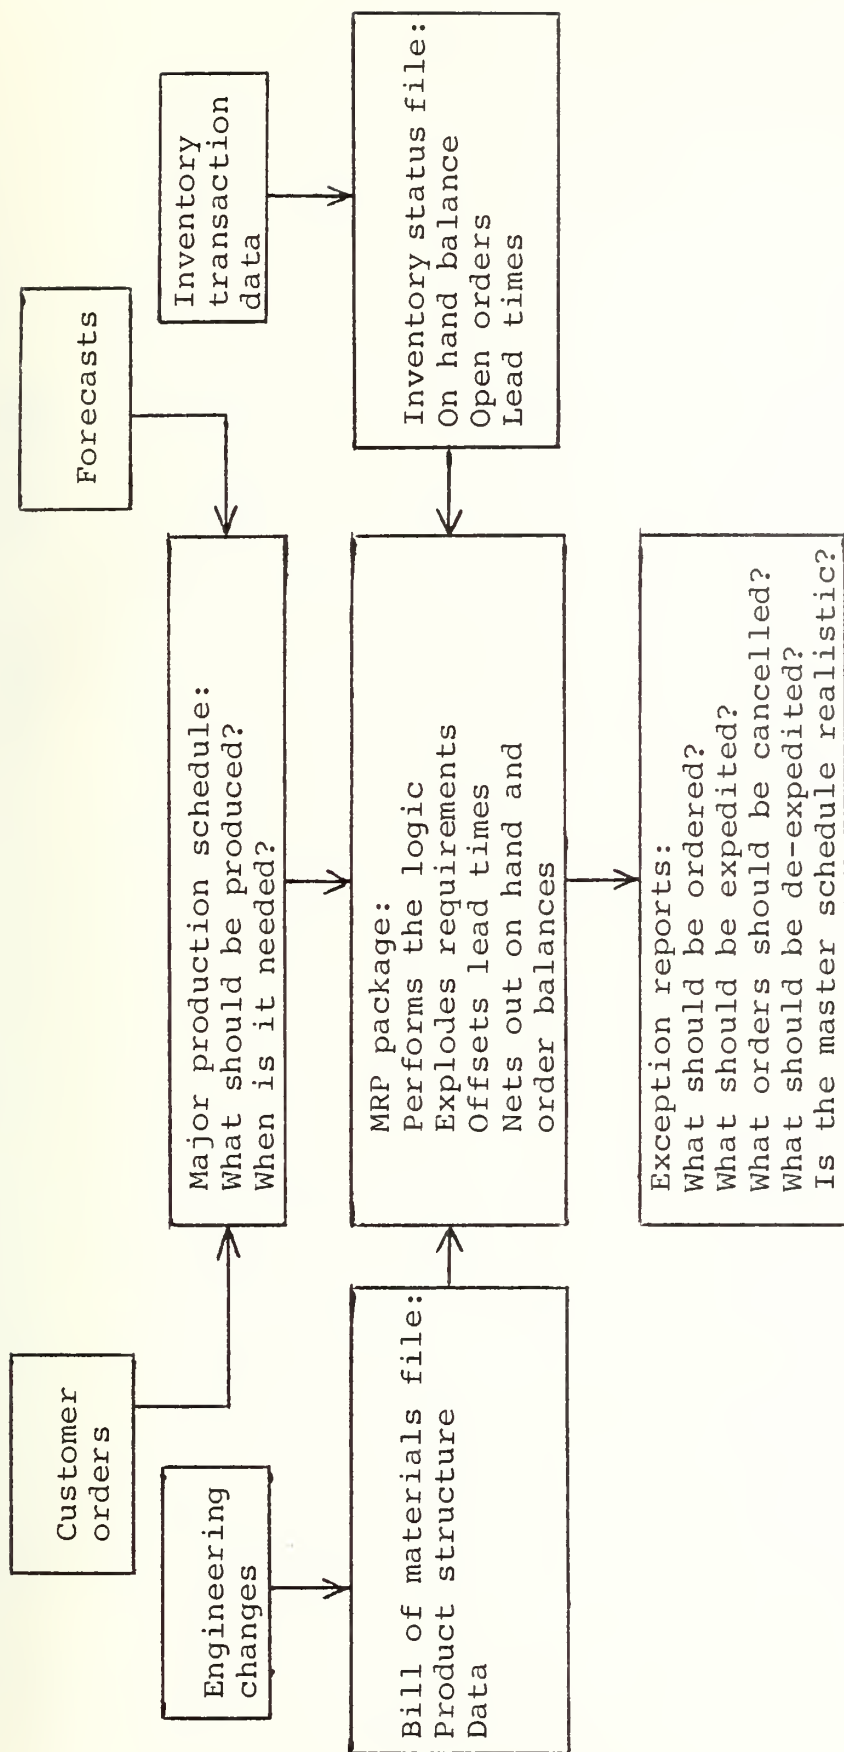 Customer
orders
Forecasts
Engineering
changes
Major production schedule:
What should be produced?
When is it needed?
Inventory
transaction
data
Bill of materials file:
Product structure
Data
MRP package:
Performs the logic
Explodes requirements
Offsets lead times
Nets out on hand and
order balances
Inventory status file:
On hand balance
Open orders
Lead times
Exception reports:
What should be ordered?
What should be expedited?
What orders should be cancelled?
What should be de-expedited?
Is the master schedule realistic?